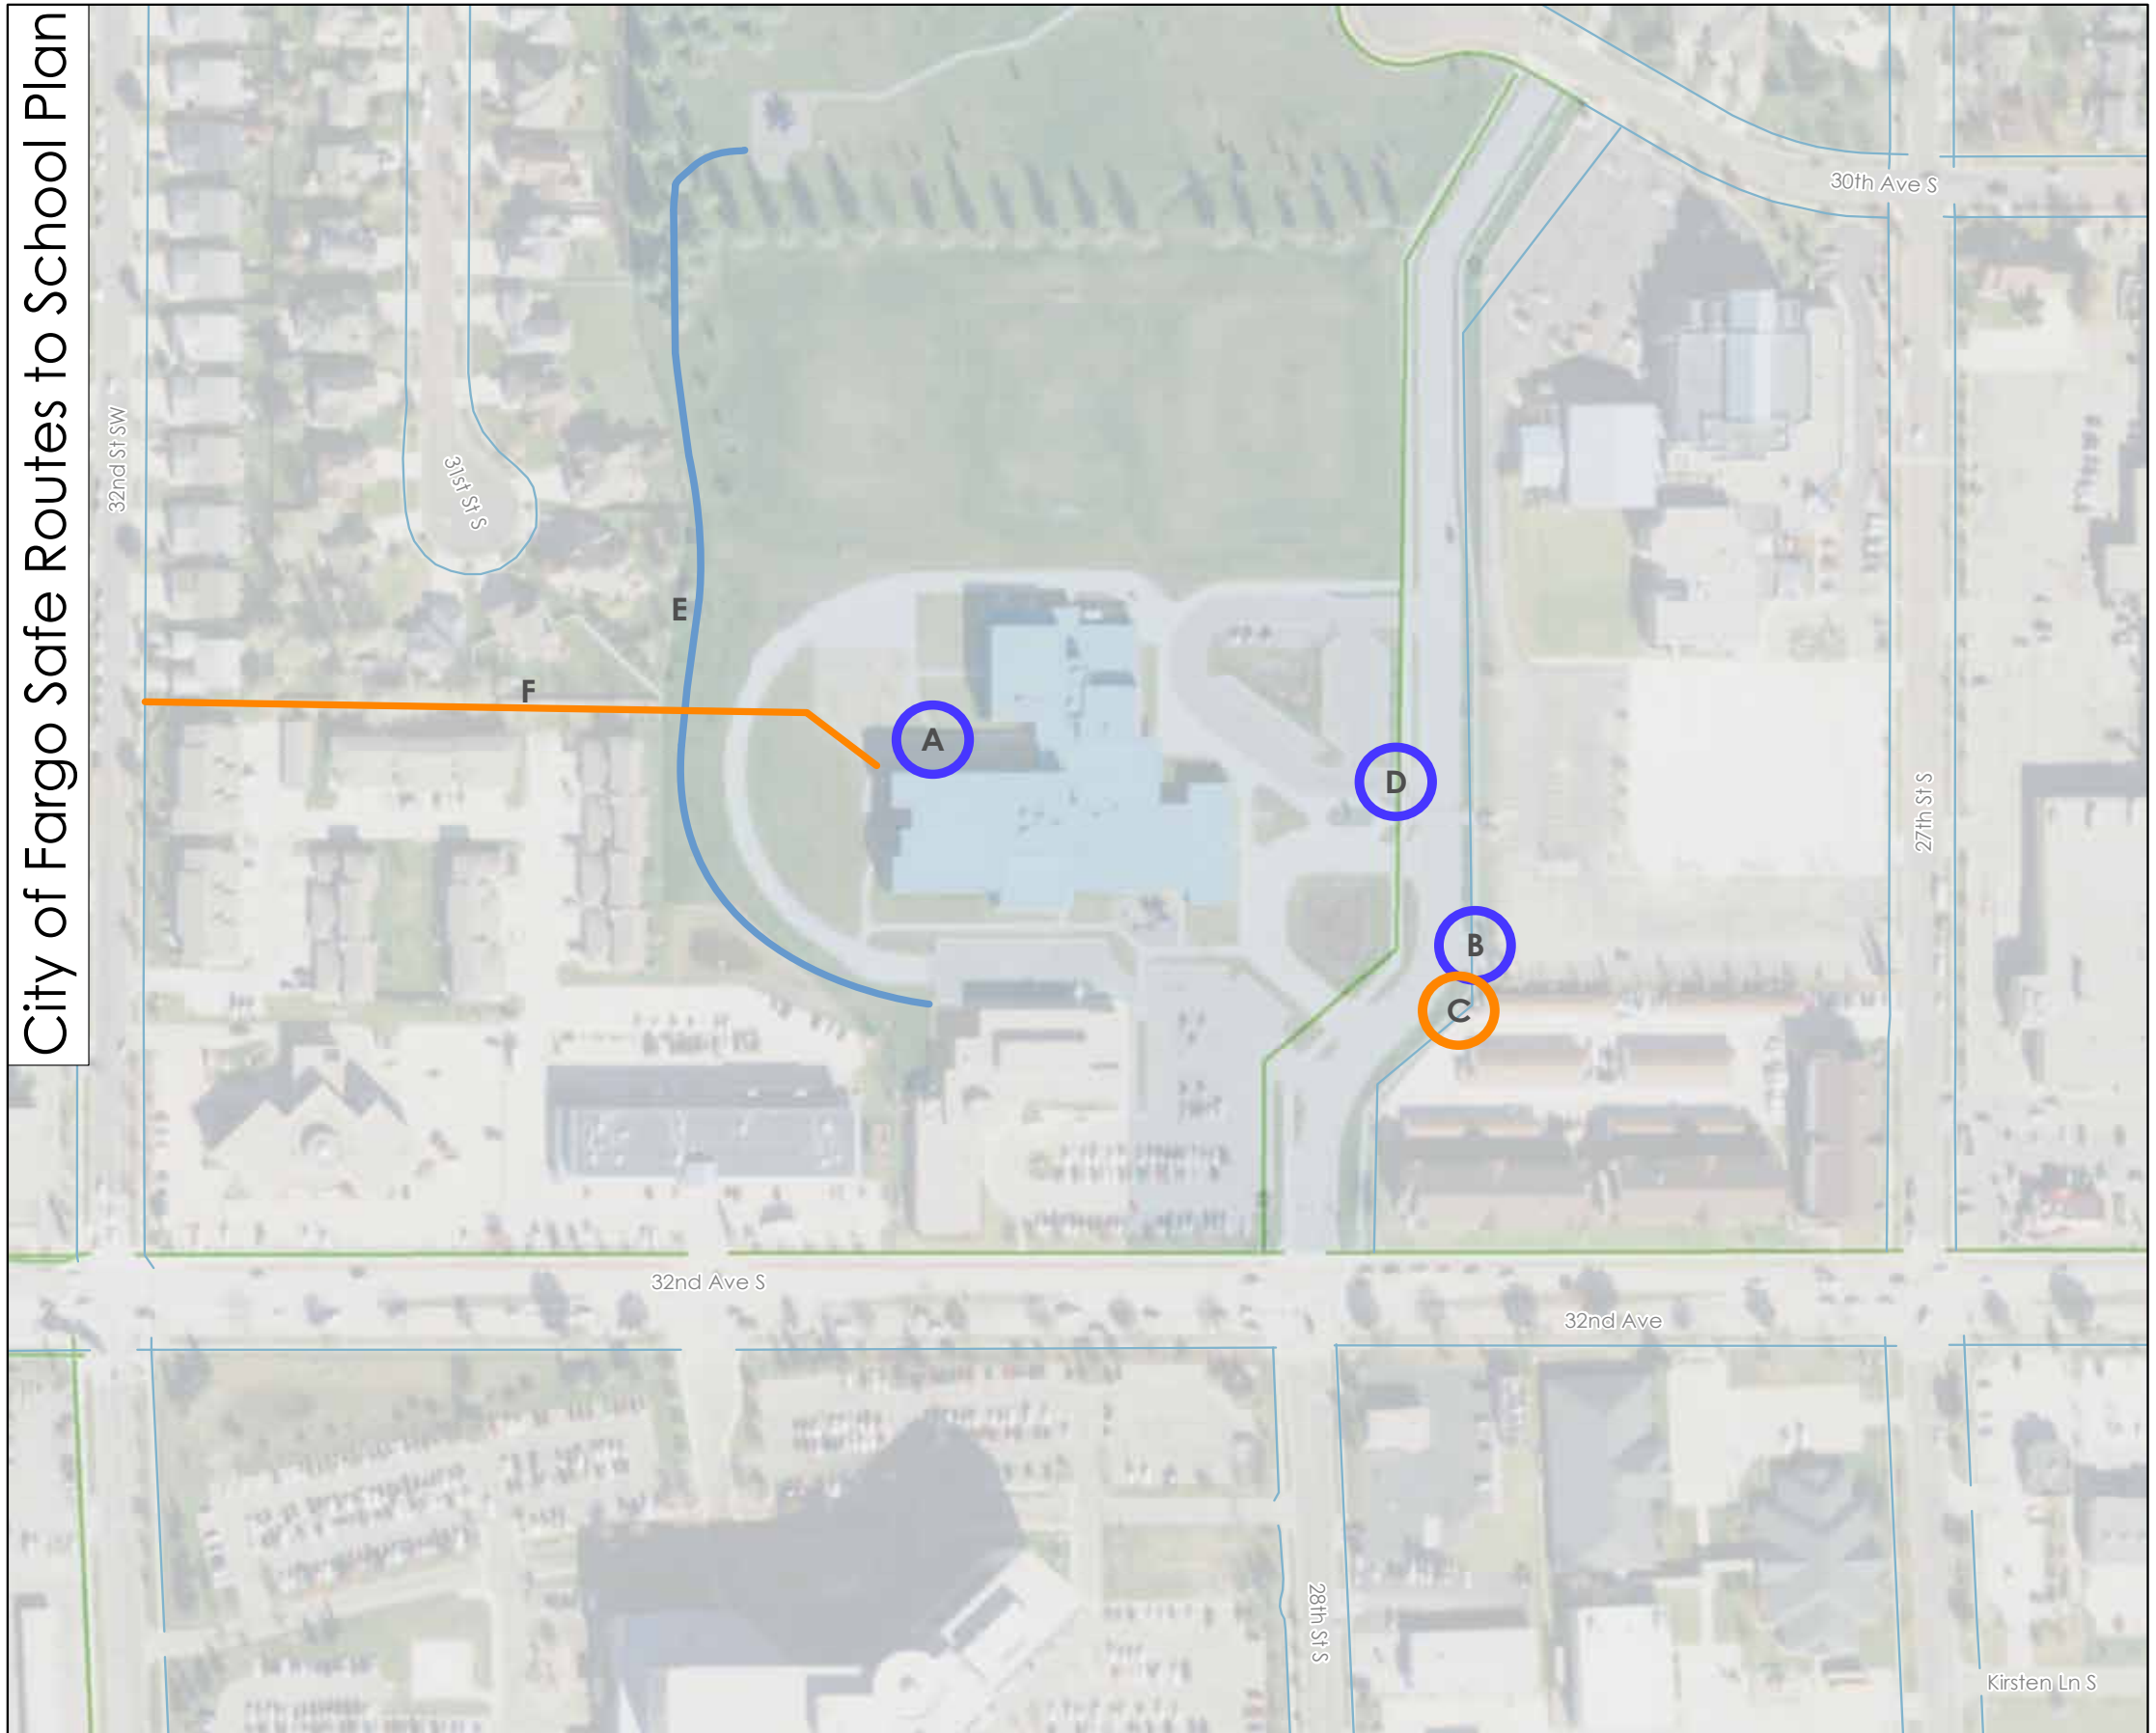 City of Fargo Safe Routes to School Plan
30th Ave S
32nd St SW
31st St S
E
F
A
D
27th St S
B
C
32nd Ave S
32nd Ave
28th St S
Kirsten Ln S